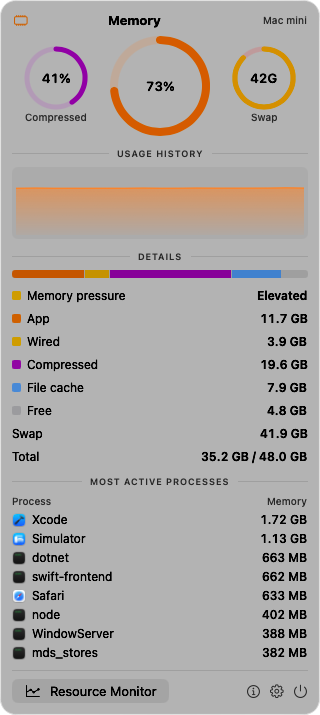 Memory Mac mini
41% 73% 42G
Compressed Swap
USAGE HISTORY
DETAILS
Memory pressure Elevated
App 11.7 GB
Wired 3.9 GB
Compressed 19.6 GB
File cache 7.9 GB
Free 4.8 GB
Swap 41.9 GB
Total 35.2 GB / 48.0 GB
MOST ACTIVE PROCESSES
Process Memory
Xcode 1.72 GB
Simulator 1.13 GB
dotnet 663 MB
swift-frontend 662 MB
Safari 633 MB
node 402 MB
WindowServer 388 MB
mds_stores 382 MB
Resource Monitor